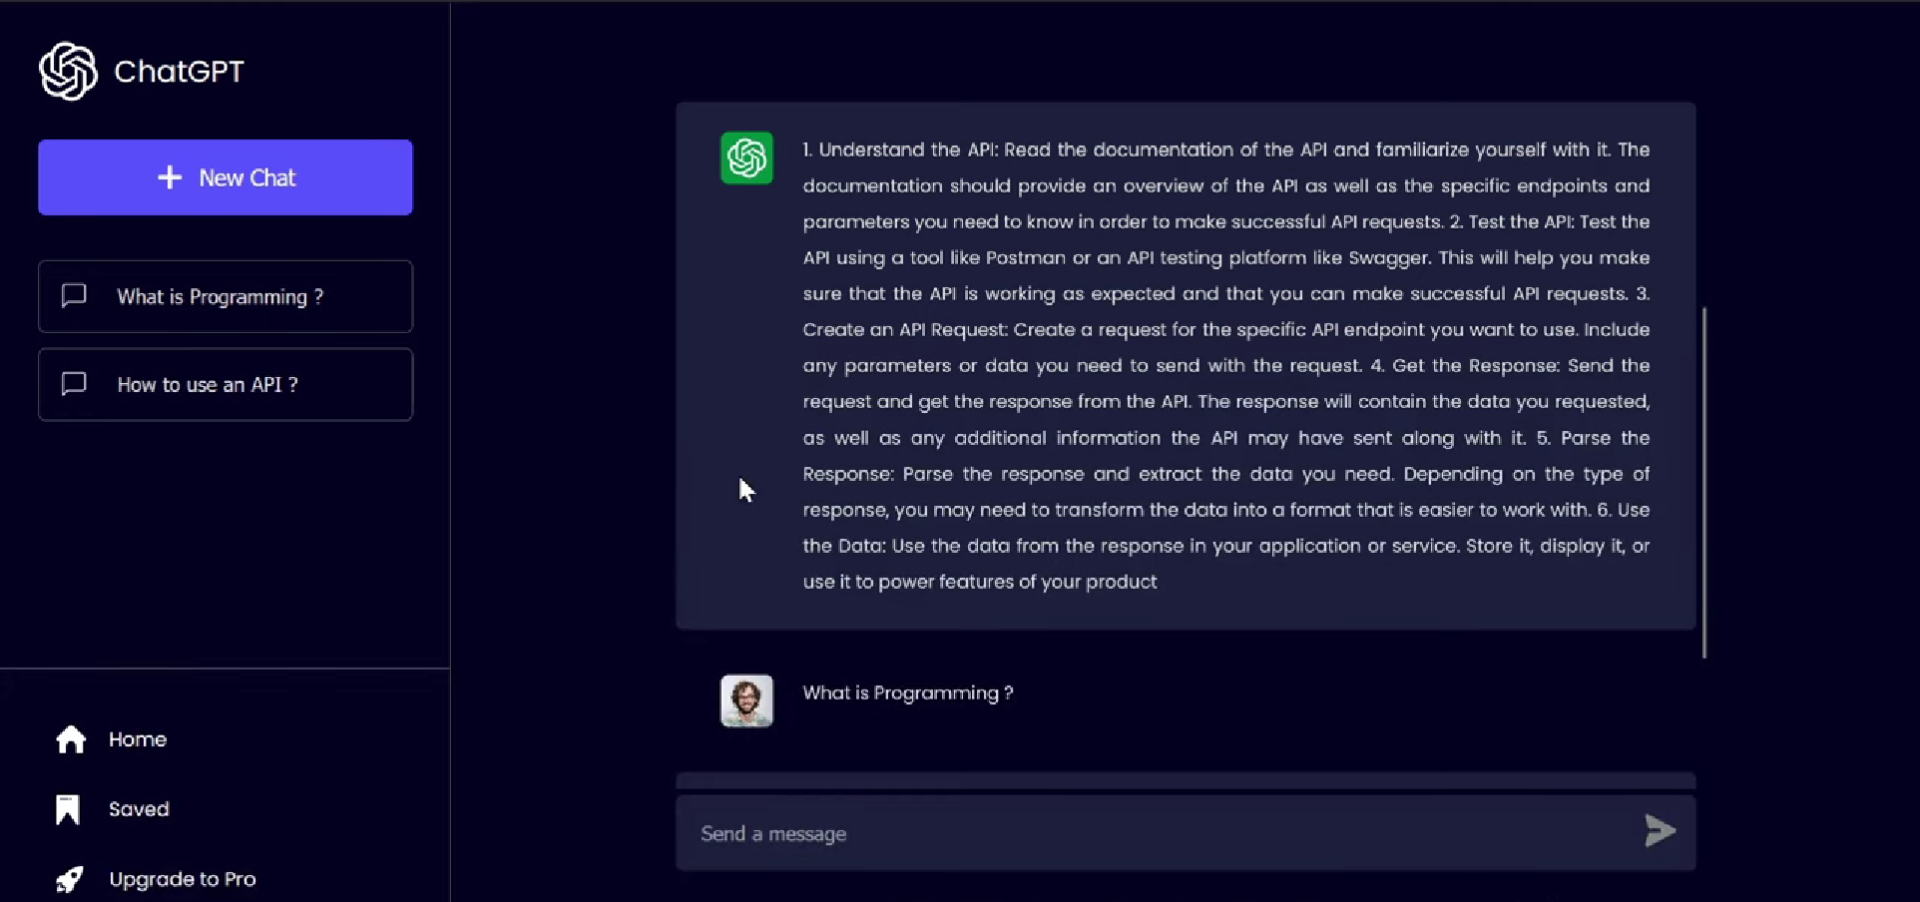 ChatGPT
New Chat
What is Programming ?
How to use an API ?
Home
Saved
Upgrade to Pro
1. Understand the API: Read the documentation of the API and familiarize yourself with it. The
documentation should provide an overview of the API as well as the specific endpoints and
parameters you need to know in order to make successful API requests. 2. Test the API: Test the
API using a tool like Postman or an API testing platform like Swagger. This will help you make
sure that the API is working as expected and that you can make successful API requests. 3.
Create an API Request: Create a request for the specific API endpoint you want to use. Include
any parameters or data you need to send with the request. 4. Get the Response: Send the
request and get the response from the API. The response will contain the data you requested,
as well as any additional information the API may have sent along with it. 5. Parse the
Response: Parse the response and extract the data you need. Depending on the type of
response, you may need to transform the data into a format that is easier to work with. 6. Use
the Data: Use the data from the response in your application or service. Store it, display it, or
use it to power features of your product
What is Programming ?
Send a message